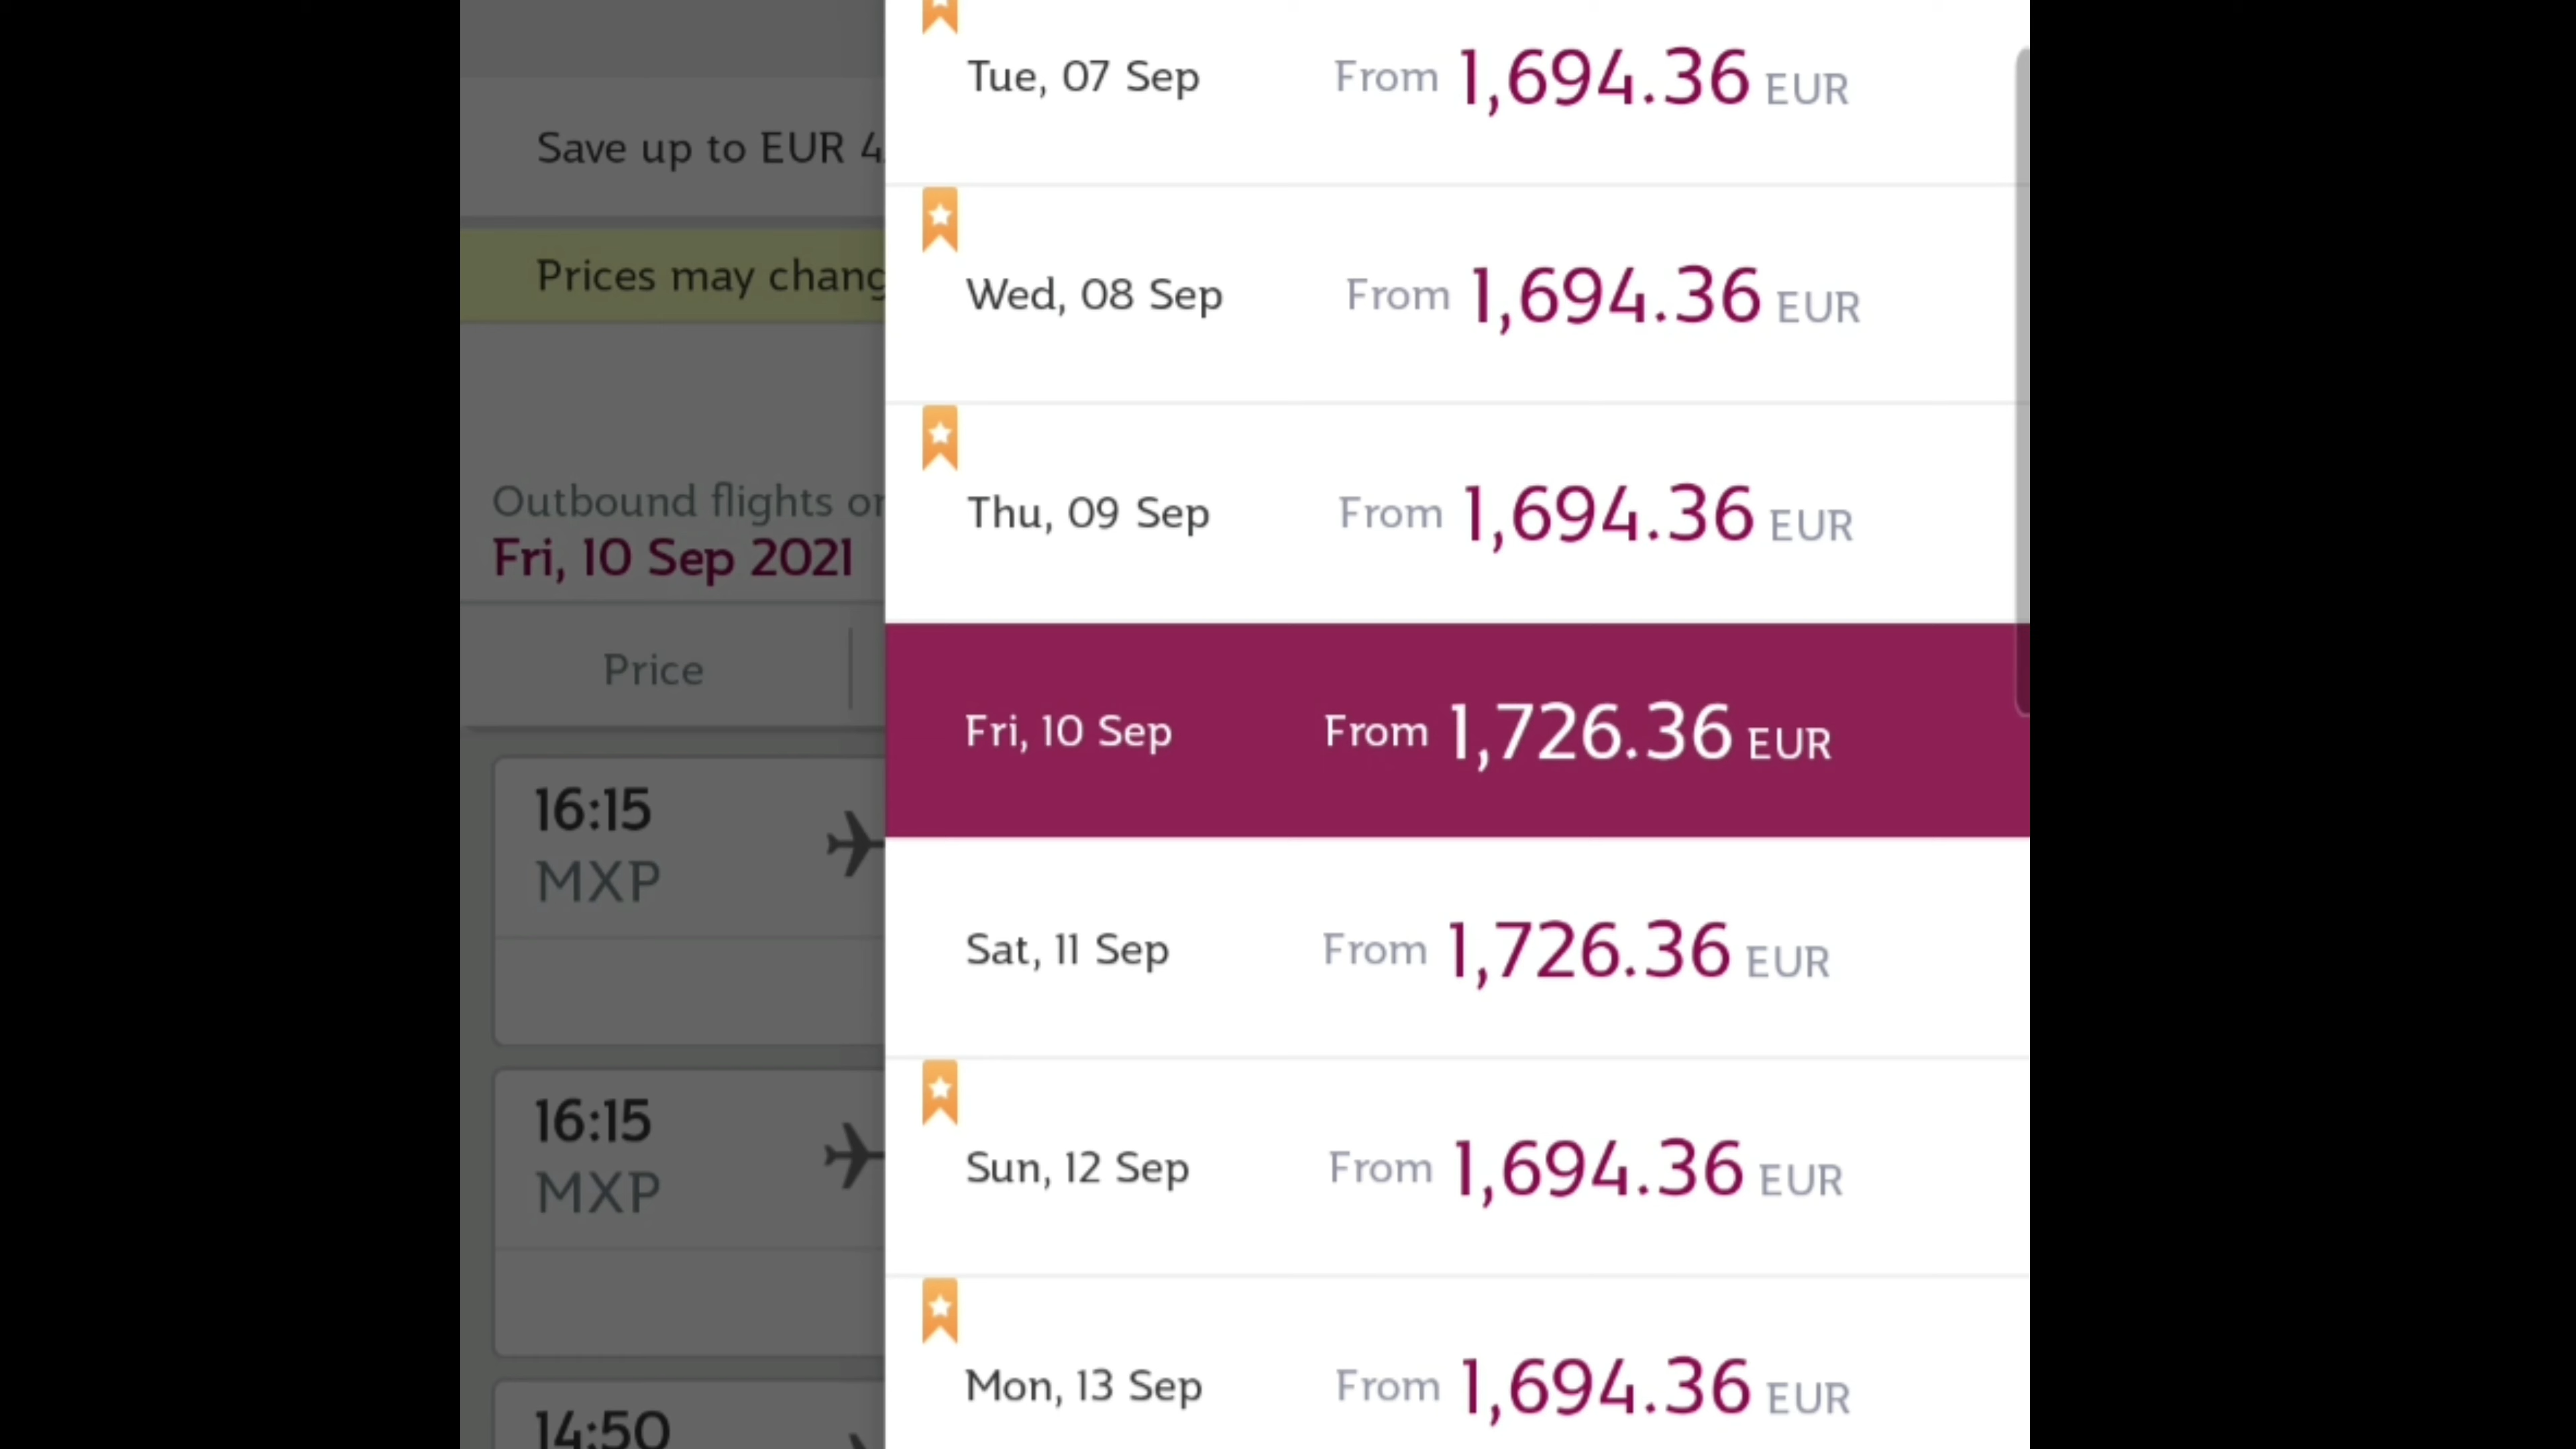 Save up to EUR 4
Prices may chang
Outbound flights
Fri, 10 Sep 2021
Price
16:15
MXP
16:15
MXP
14:50
Tue, 07 Sep From 1,694.36 EUR
Wed, 08 Sep From 1,694.36 EUR
Thu, 09 Sep From 1,694.36 EUR
Fri, 10 Sep From 1,726.36 EUR
Sat, 11 Sep From 1,726.36 EUR
Sun, 12 Sep From 1,694.36 EUR
Mon, 13 Sep From 1,694.36 EUR